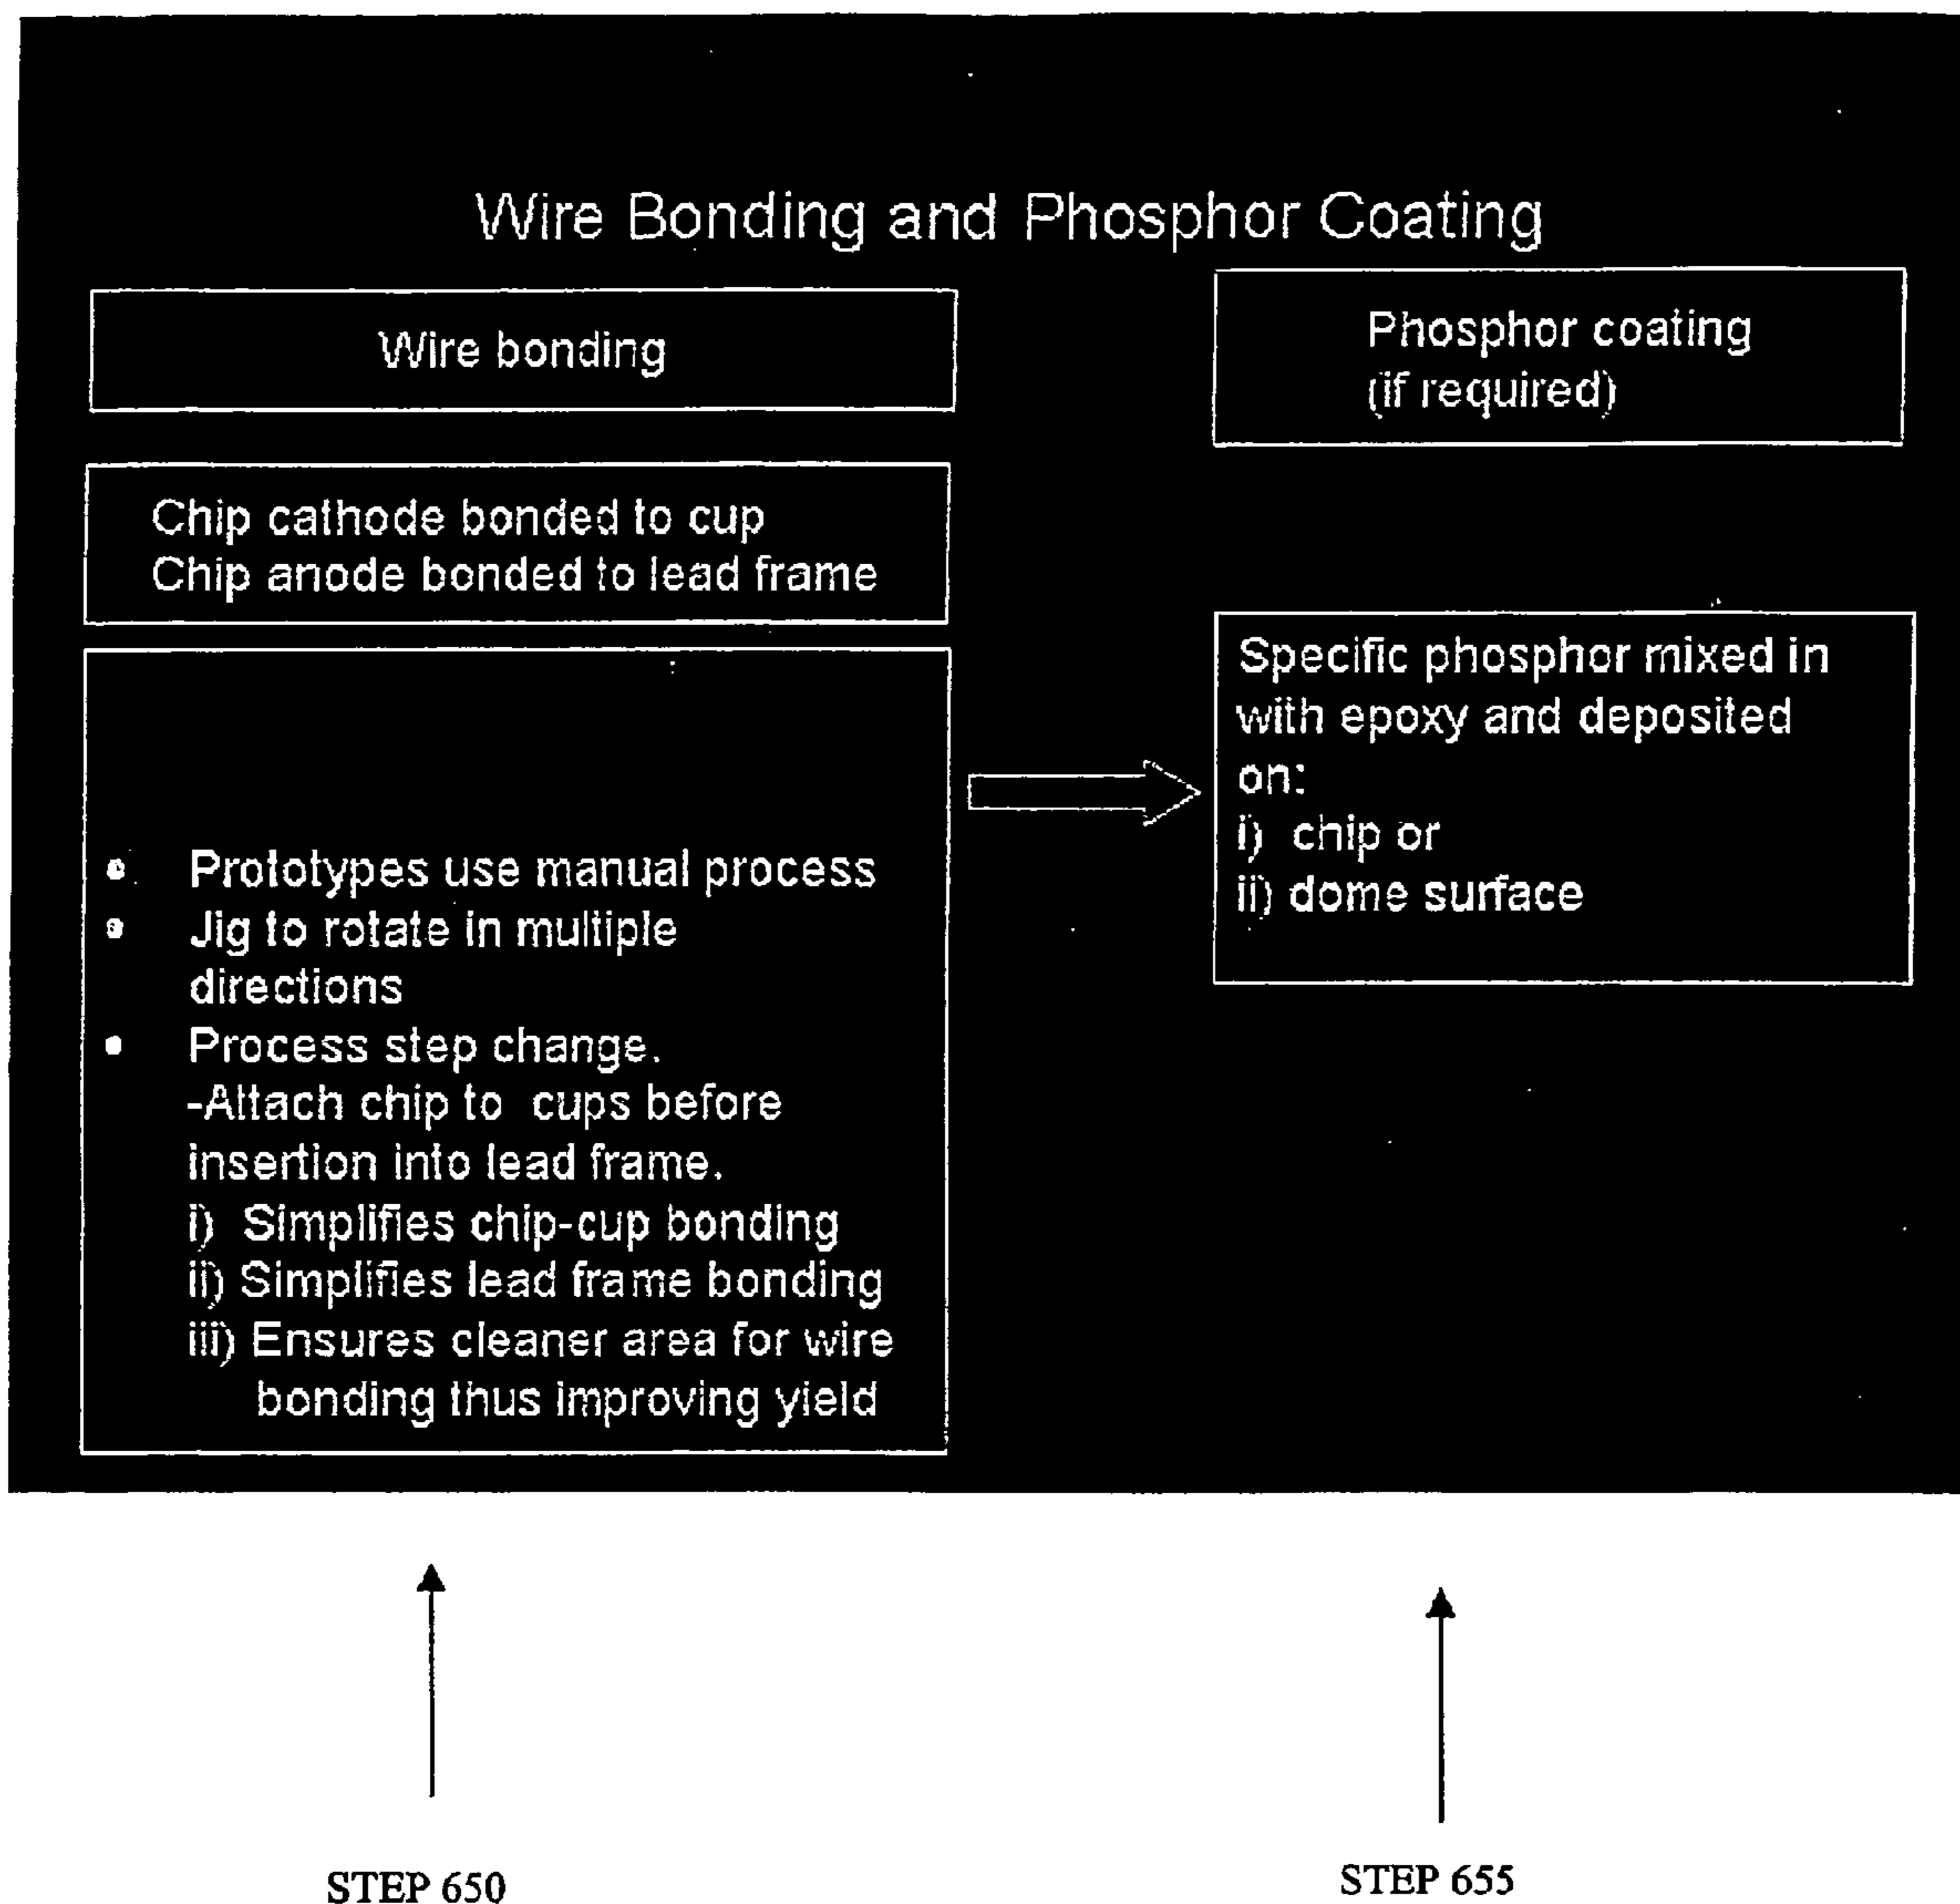 Wire Bonding and Phosphor Coating
Wire bonding
Chip cathode bonded to cup
Chip anode bonded to lead frame
• Prototypes use manual process
• Jig to rotate in multiple
directions
• Process step change.
-Attach chip to cups before
insertion into lead frame.
i) Simplifies chip-cup bonding
ii) Simplifies lead frame bonding
iii) Ensures cleaner area for wire
bonding thus improving yield
Phosphor coating
(if required)
Specific phosphor mixed in
with epoxy and deposited
on:
i) chip or
ii) dome surface
STEP 650
STEP 655